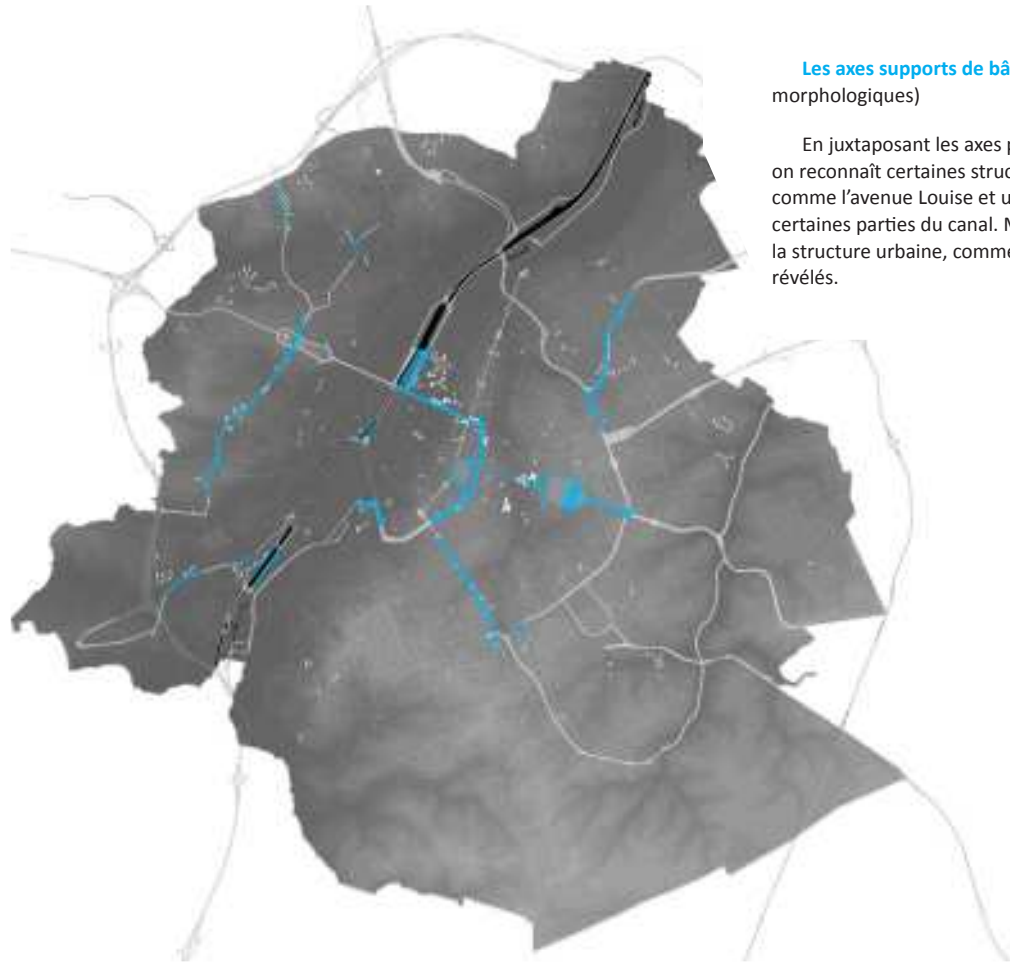 Les axes supports de bâ
morphologiques)
En juxtaposant les axes p
on reconnaît certaines struc
comme l'avenue Louise et u
certaines parties du canal. M
la structure urbaine, comme
révélés.